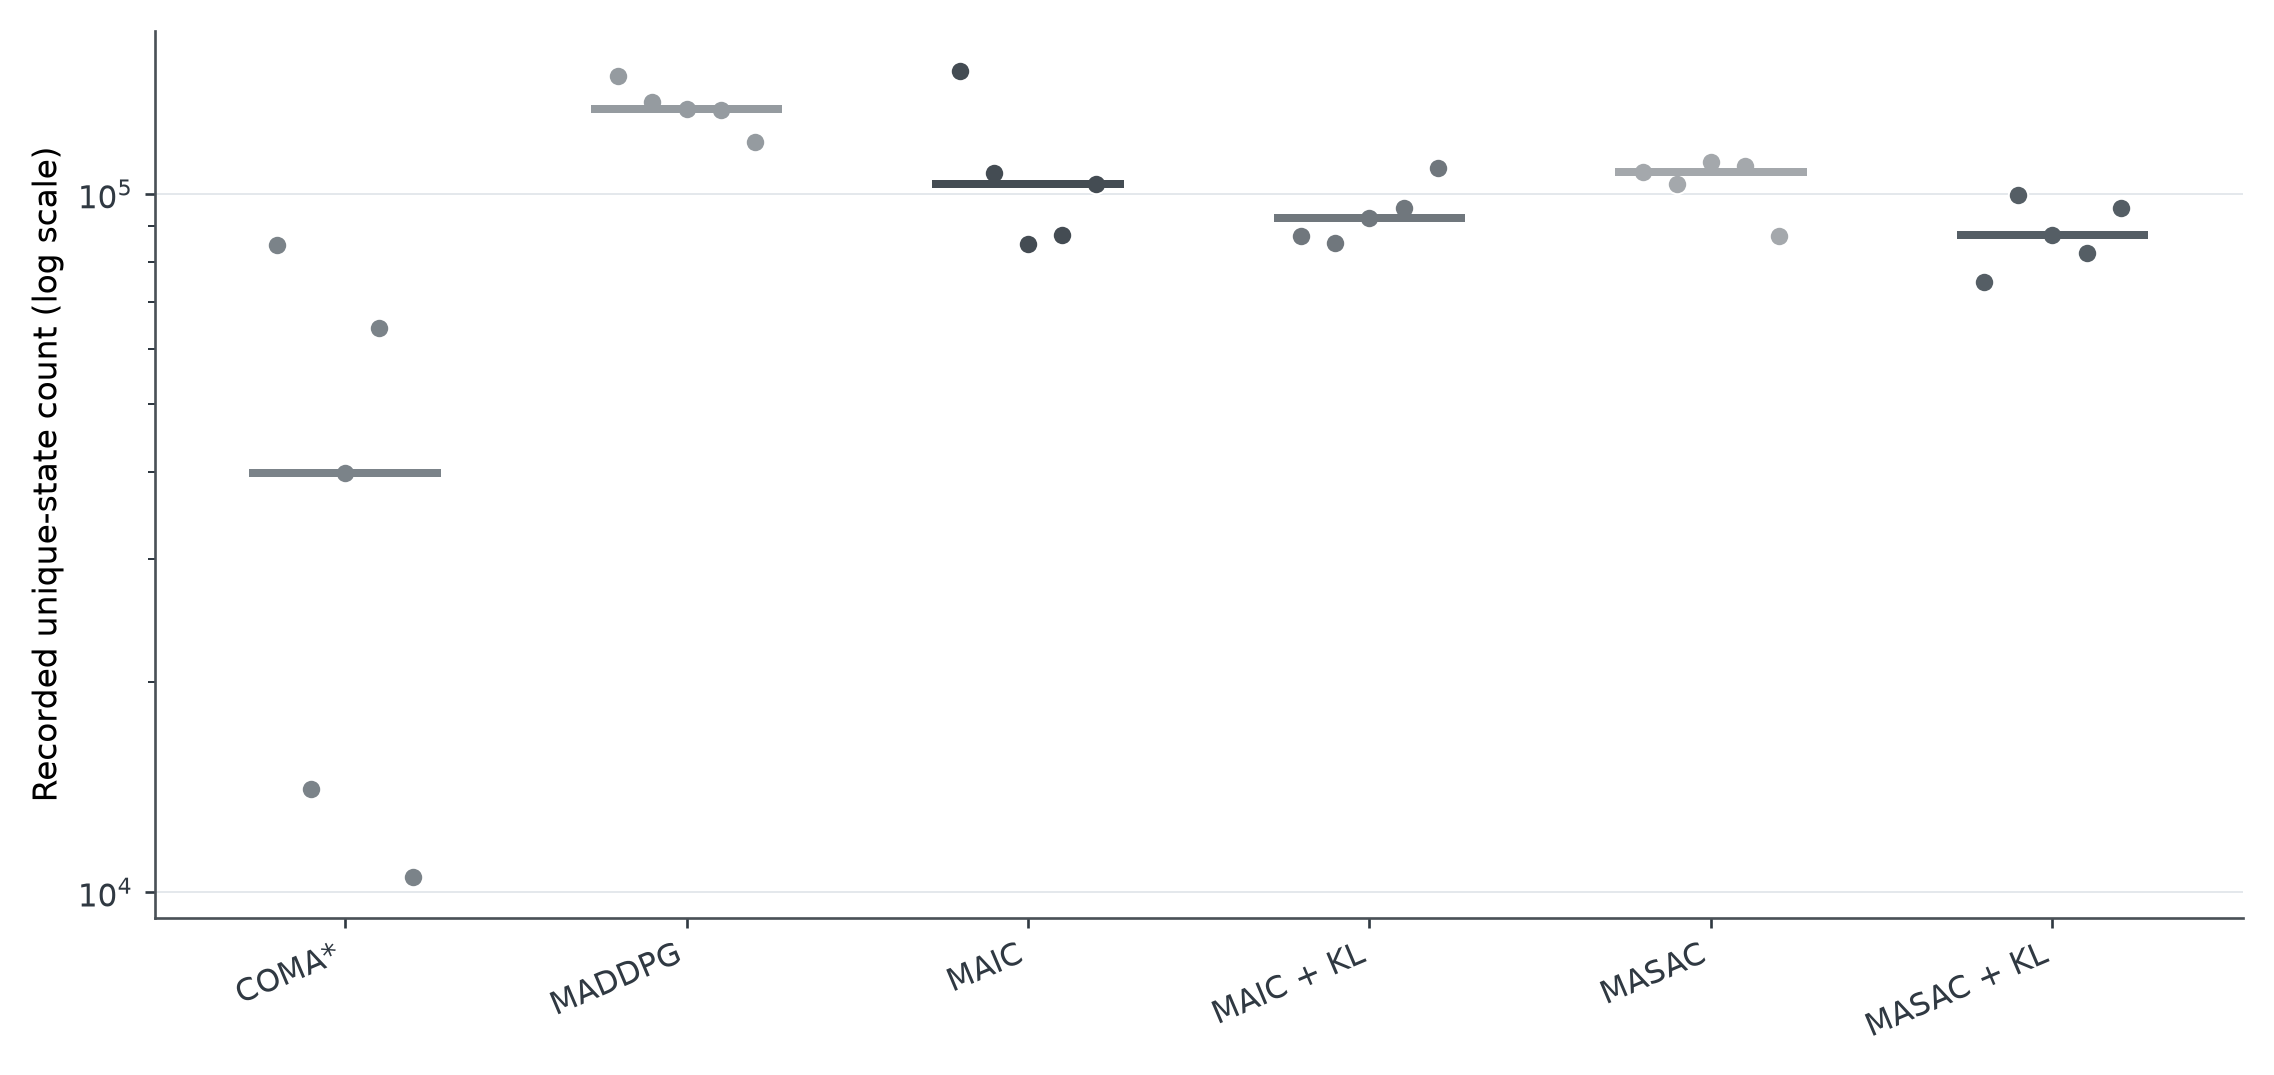 Recorded unique-state count (log scale)
10⁵
10⁴
COMA*
MADDPG
MAIC
MAIC + KL
MASAC
MASAC + KL